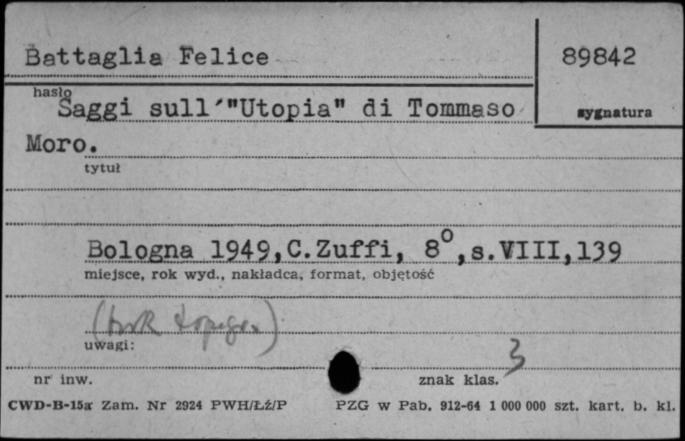 Battaglia Felice 89842
hasło
Saggi sull'"Utopia" di Tommaso sygnatura
Moro.
tytuł
Bologna 1949,C.Zuffi, 8°,s.VIII,139
miejsce, rok wyd., nakładca, format, objętość
uwagi: 3
nr inw. znak klas.
CWD-B-15a Zam. Nr 2924 PWH/Łź/P PZG w Pab. 912-64 1 000 000 szt. kart. b. kl.